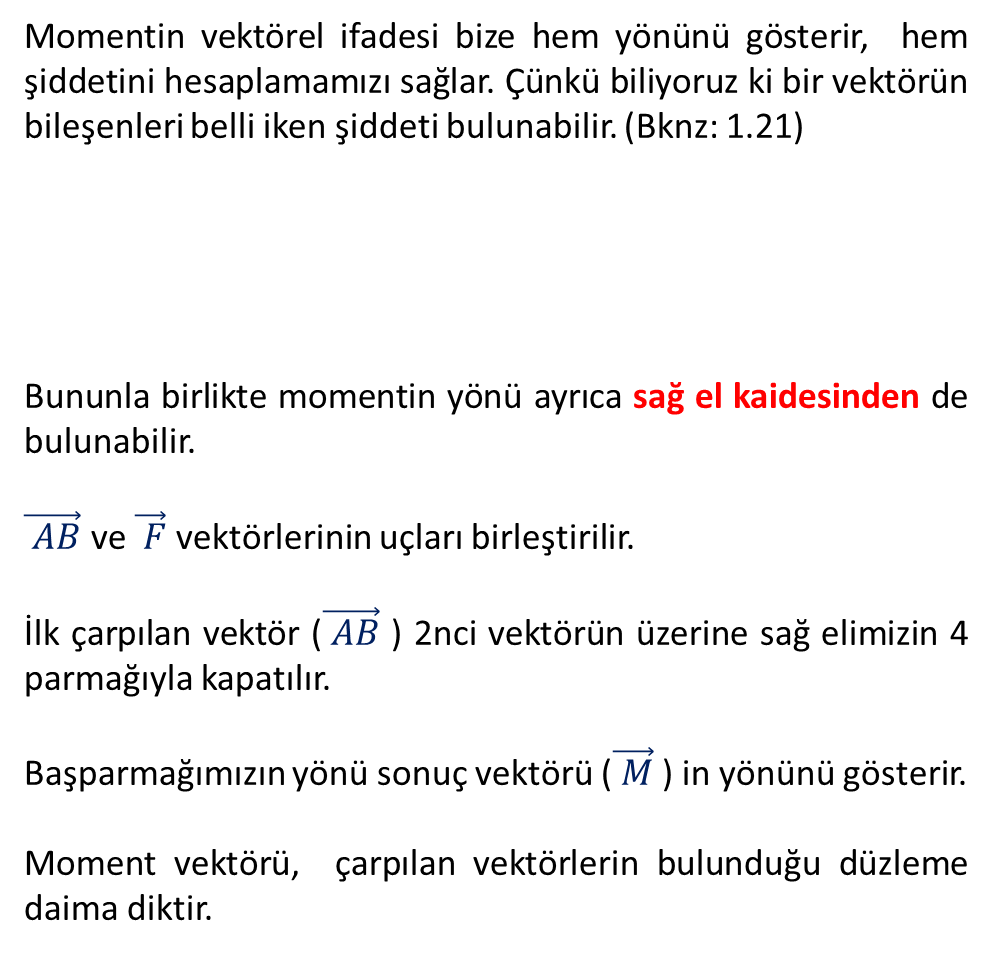 Momentin vektörel ifadesi bize hem yönünü gösterir, hem
şiddetini hesaplamamızı sağlar. Çünkü biliyoruz ki bir vektörün
bileşenleri belli iken şiddeti bulunabilir. (Bknz: 1.21)
Bununla birlikte momentin yönü ayrıca sağ el kaidesinden de
bulunabilir.
AB ve F vektörlerinin uçları birleştirilir.
İlk çarpılan vektör ( AB ) 2nci vektörün üzerine sağ elimizin 4
parmağıyla kapatılır.
Başparmağımızın yönü sonuç vektörü ( M ) in yönünü gösterir.
Moment vektörü, çarpılan vektörlerin bulunduğu düzleme
daima diktir.